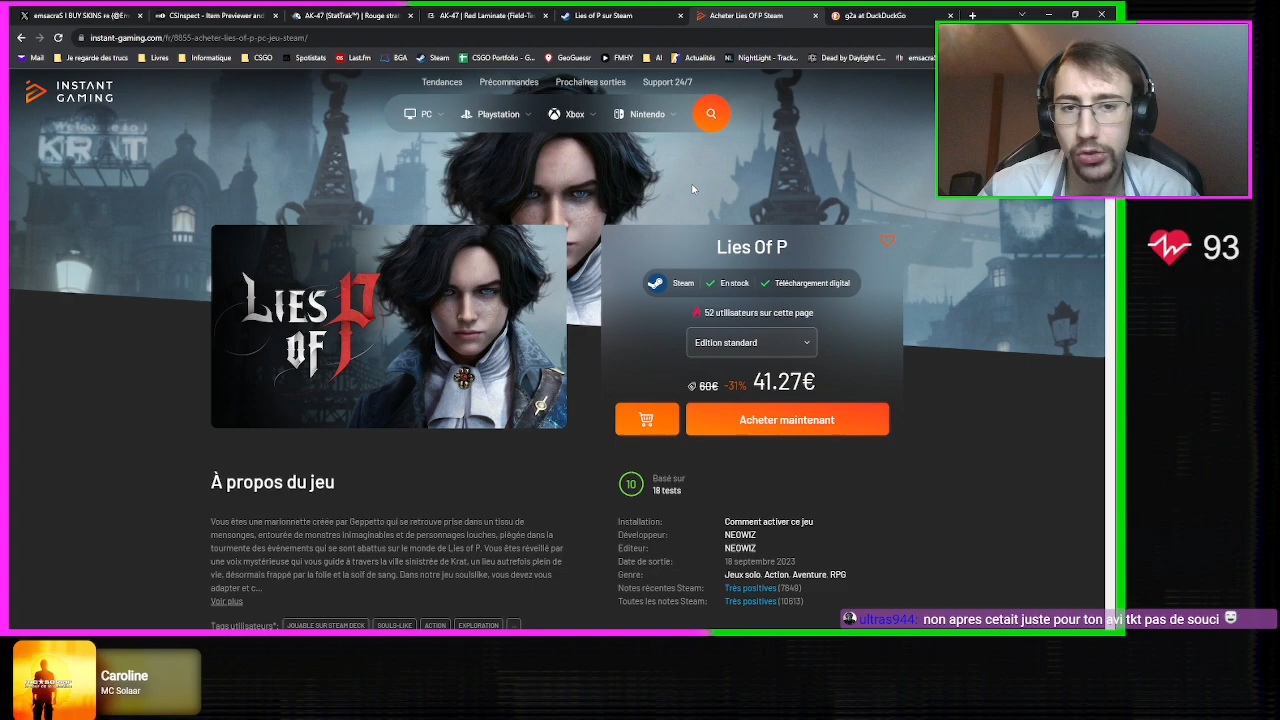 emsacraS I BUY SKINS FR (@Em
CSInspect - Item Previewer and
AK-47 (StatTrak™) | Rouge strat
AK-47 | Red Laminate (Field-Tes
Lies of P sur Steam
Acheter Lies Of P Steam
g2a at DuckDuckGo
instant-gaming.com/fr/8855-acheter-lies-of-p-pc-jeu-steam/
Mail
Je regarde des trucs
Livres
Informatique
CSGO
Spotistats
Last.fm
BGA
Steam
CSGO Portfolio - G...
GeoGuessr
FMHY
AI
Actualités
NightLight - Track...
Dead by Daylight C...
emsacra
INSTANT
GAMING
Tendances
Précommandes
Prochaines sorties
Support 24/7
PC
Playstation
Xbox
Nintendo
Welcome to
KRAT
LIES
OF
P
Lies Of P
Steam
En stock
Téléchargement digital
52 utilisateurs sur cette page
Edition standard
60€ -31% 41.27€
Acheter maintenant
À propos du jeu
Vous êtes une marionnette créée par Geppetto qui se retrouve prise dans un tissu de
mensonges, entourée de monstres inimaginables et de personnages louches, piégée dans la
tourmente des événements qui se sont abattus sur le monde de Lies of P. Vous êtes réveillé par
une voix mystérieuse qui vous guide à travers la ville sinistrée de Krat, un lieu autrefois plein de
vie, désormais frappé par la folie et la soif de sang. Dans notre jeu soulslike, vous devez vous
adapter et c...
Voir plus
Tags utilisateurs*:
JOUABLE SUR STEAM DECK
SOULS-LIKE
ACTION
EXPLORATION
...
10
Basé sur
18 tests
Installation: Comment activer ce jeu
Développeur: NEOWIZ
Editeur: NEOWIZ
Date de sortie: 18 septembre 2023
Genre: Jeux solo, Action, Aventure, RPG
Notes récentes Steam: Très positives (7849)
Toutes les notes Steam: Très positives (10613)
93
ultras944: non apres cetait juste pour ton avi tkt pas de souci
Caroline
MC Solaar